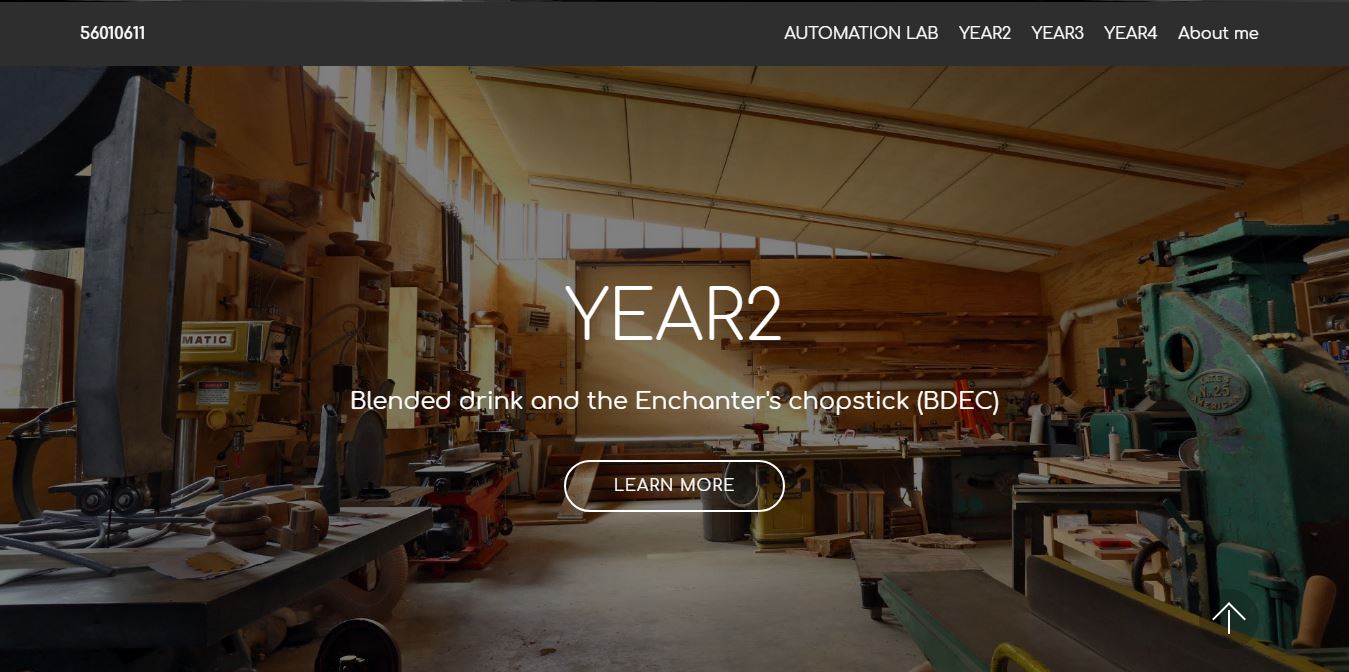 56010611
AUTOMATION LAB YEAR2 YEAR3 YEAR4 About me
YEAR2
Blended drink and the Enchanter's chopstick (BDEC)
LEARN MORE
MATIC